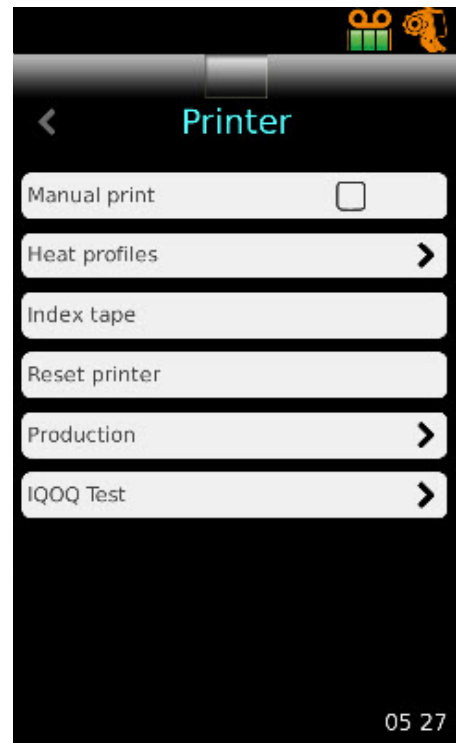 Printer
Manual print
Heat profiles
Index tape
Reset printer
Production
IQOQ Test
05 27